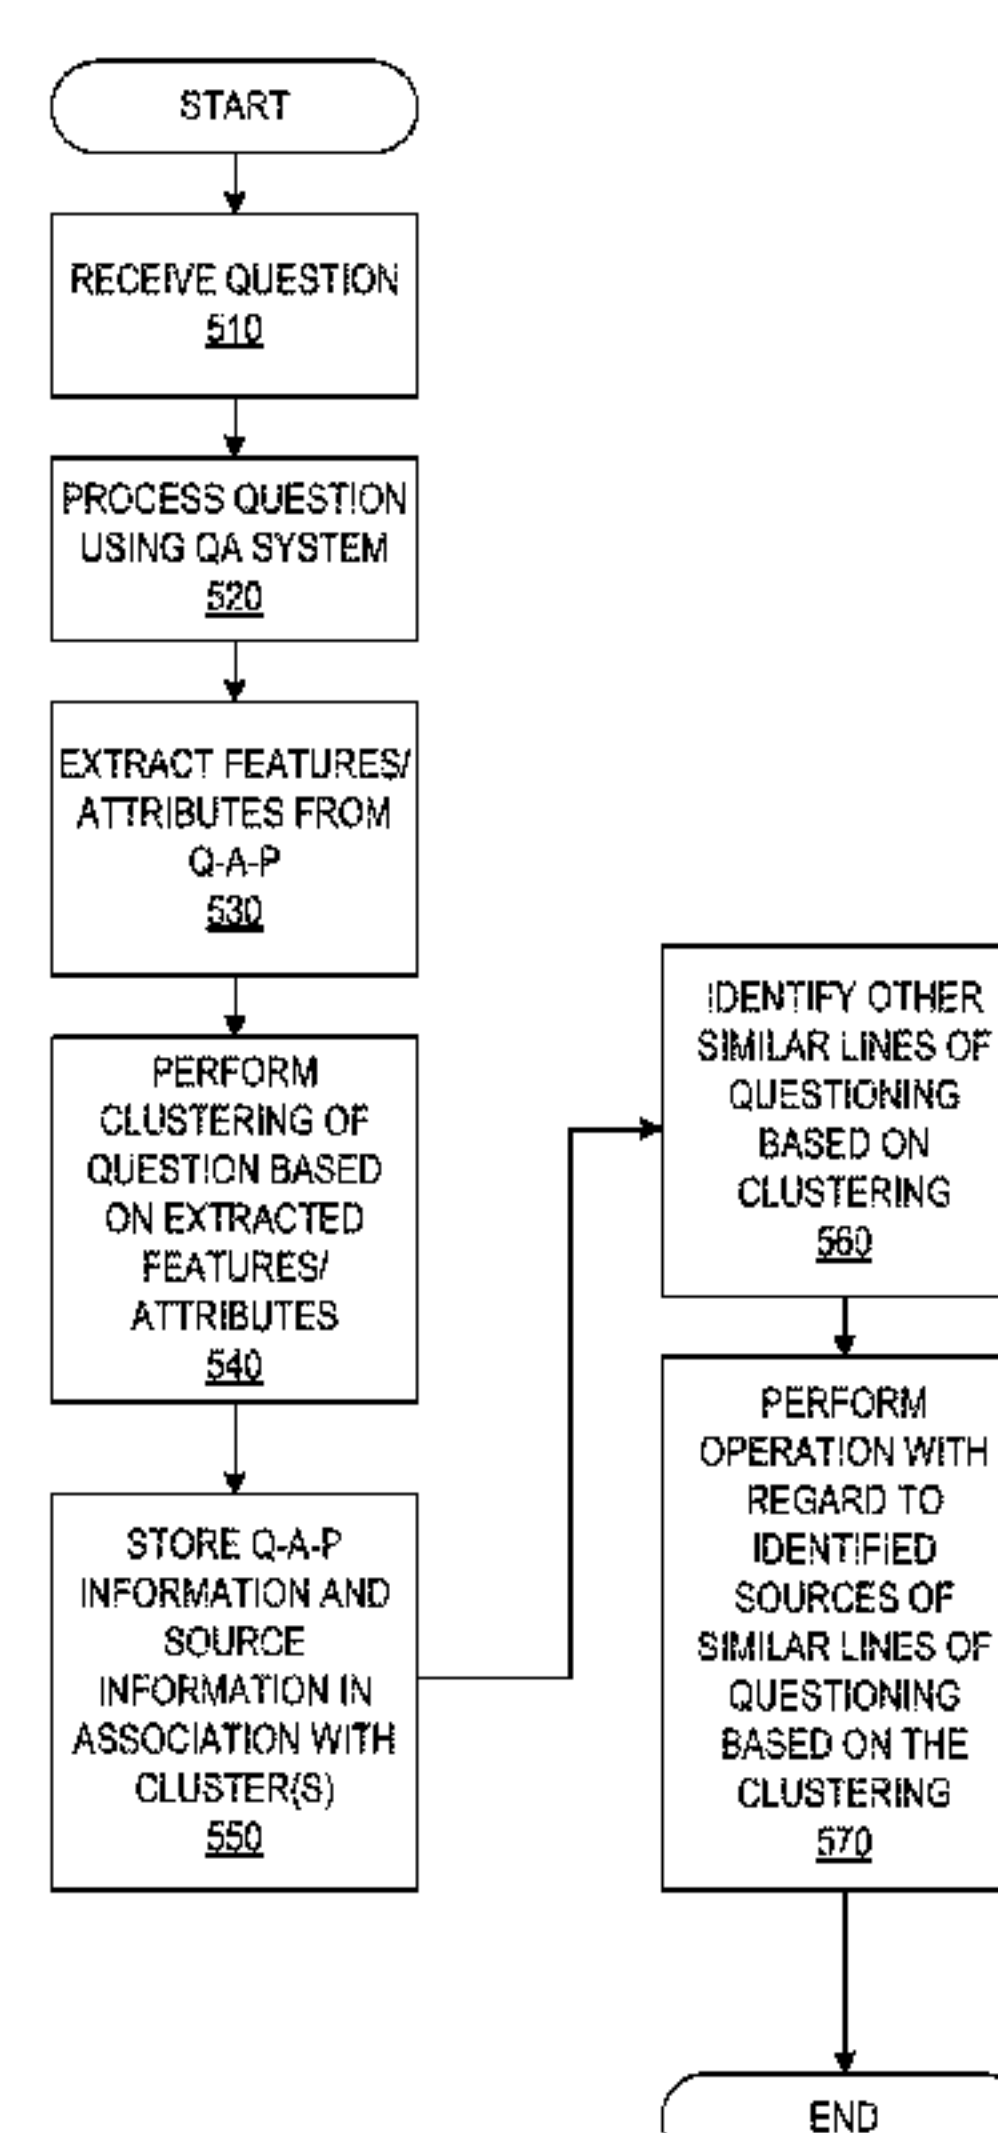 START
RECEIVE QUESTION
510
PROCESS QUESTION
USING QA SYSTEM
520
EXTRACT FEATURES/
ATTRIBUTES FROM
Q-A-P
530
PERFORM
CLUSTERING OF
QUESTION BASED
ON EXTRACTED
FEATURES/
ATTRIBUTES
540
STORE Q-A-P
INFORMATION AND
SOURCE
INFORMATION IN
ASSOCIATION WITH
CLUSTER(S)
550
IDENTIFY OTHER
SIMILAR LINES OF
QUESTIONING
BASED ON
CLUSTERING
560
PERFORM
OPERATION WITH
REGARD TO
IDENTIFIED
SOURCES OF
SIMILAR LINES OF
QUESTIONING
BASED ON THE
CLUSTERING
570
END